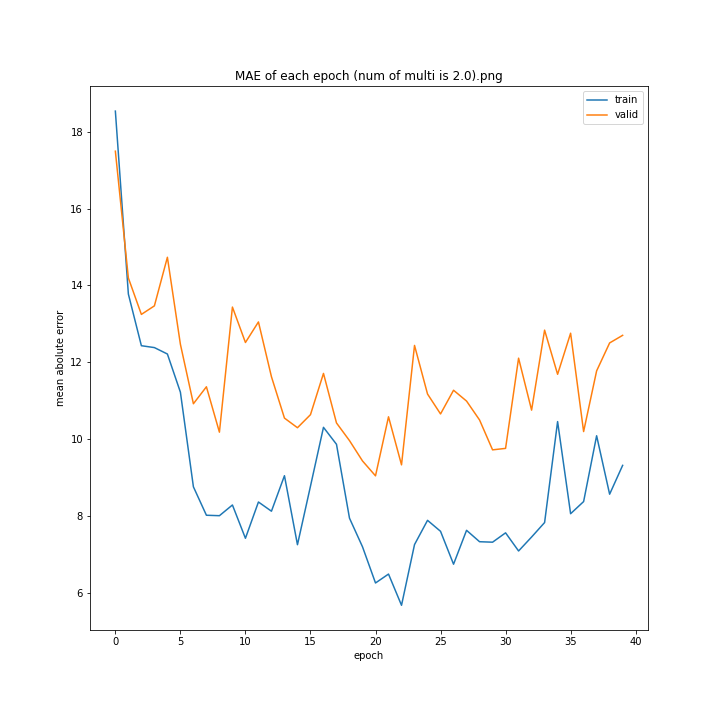 MAE of each epoch (num of multi is 2.0).png
train
valid
18
16
14
12
10
8
6
mean abolute error
0 5 10 15 20 25 30 35 40
epoch